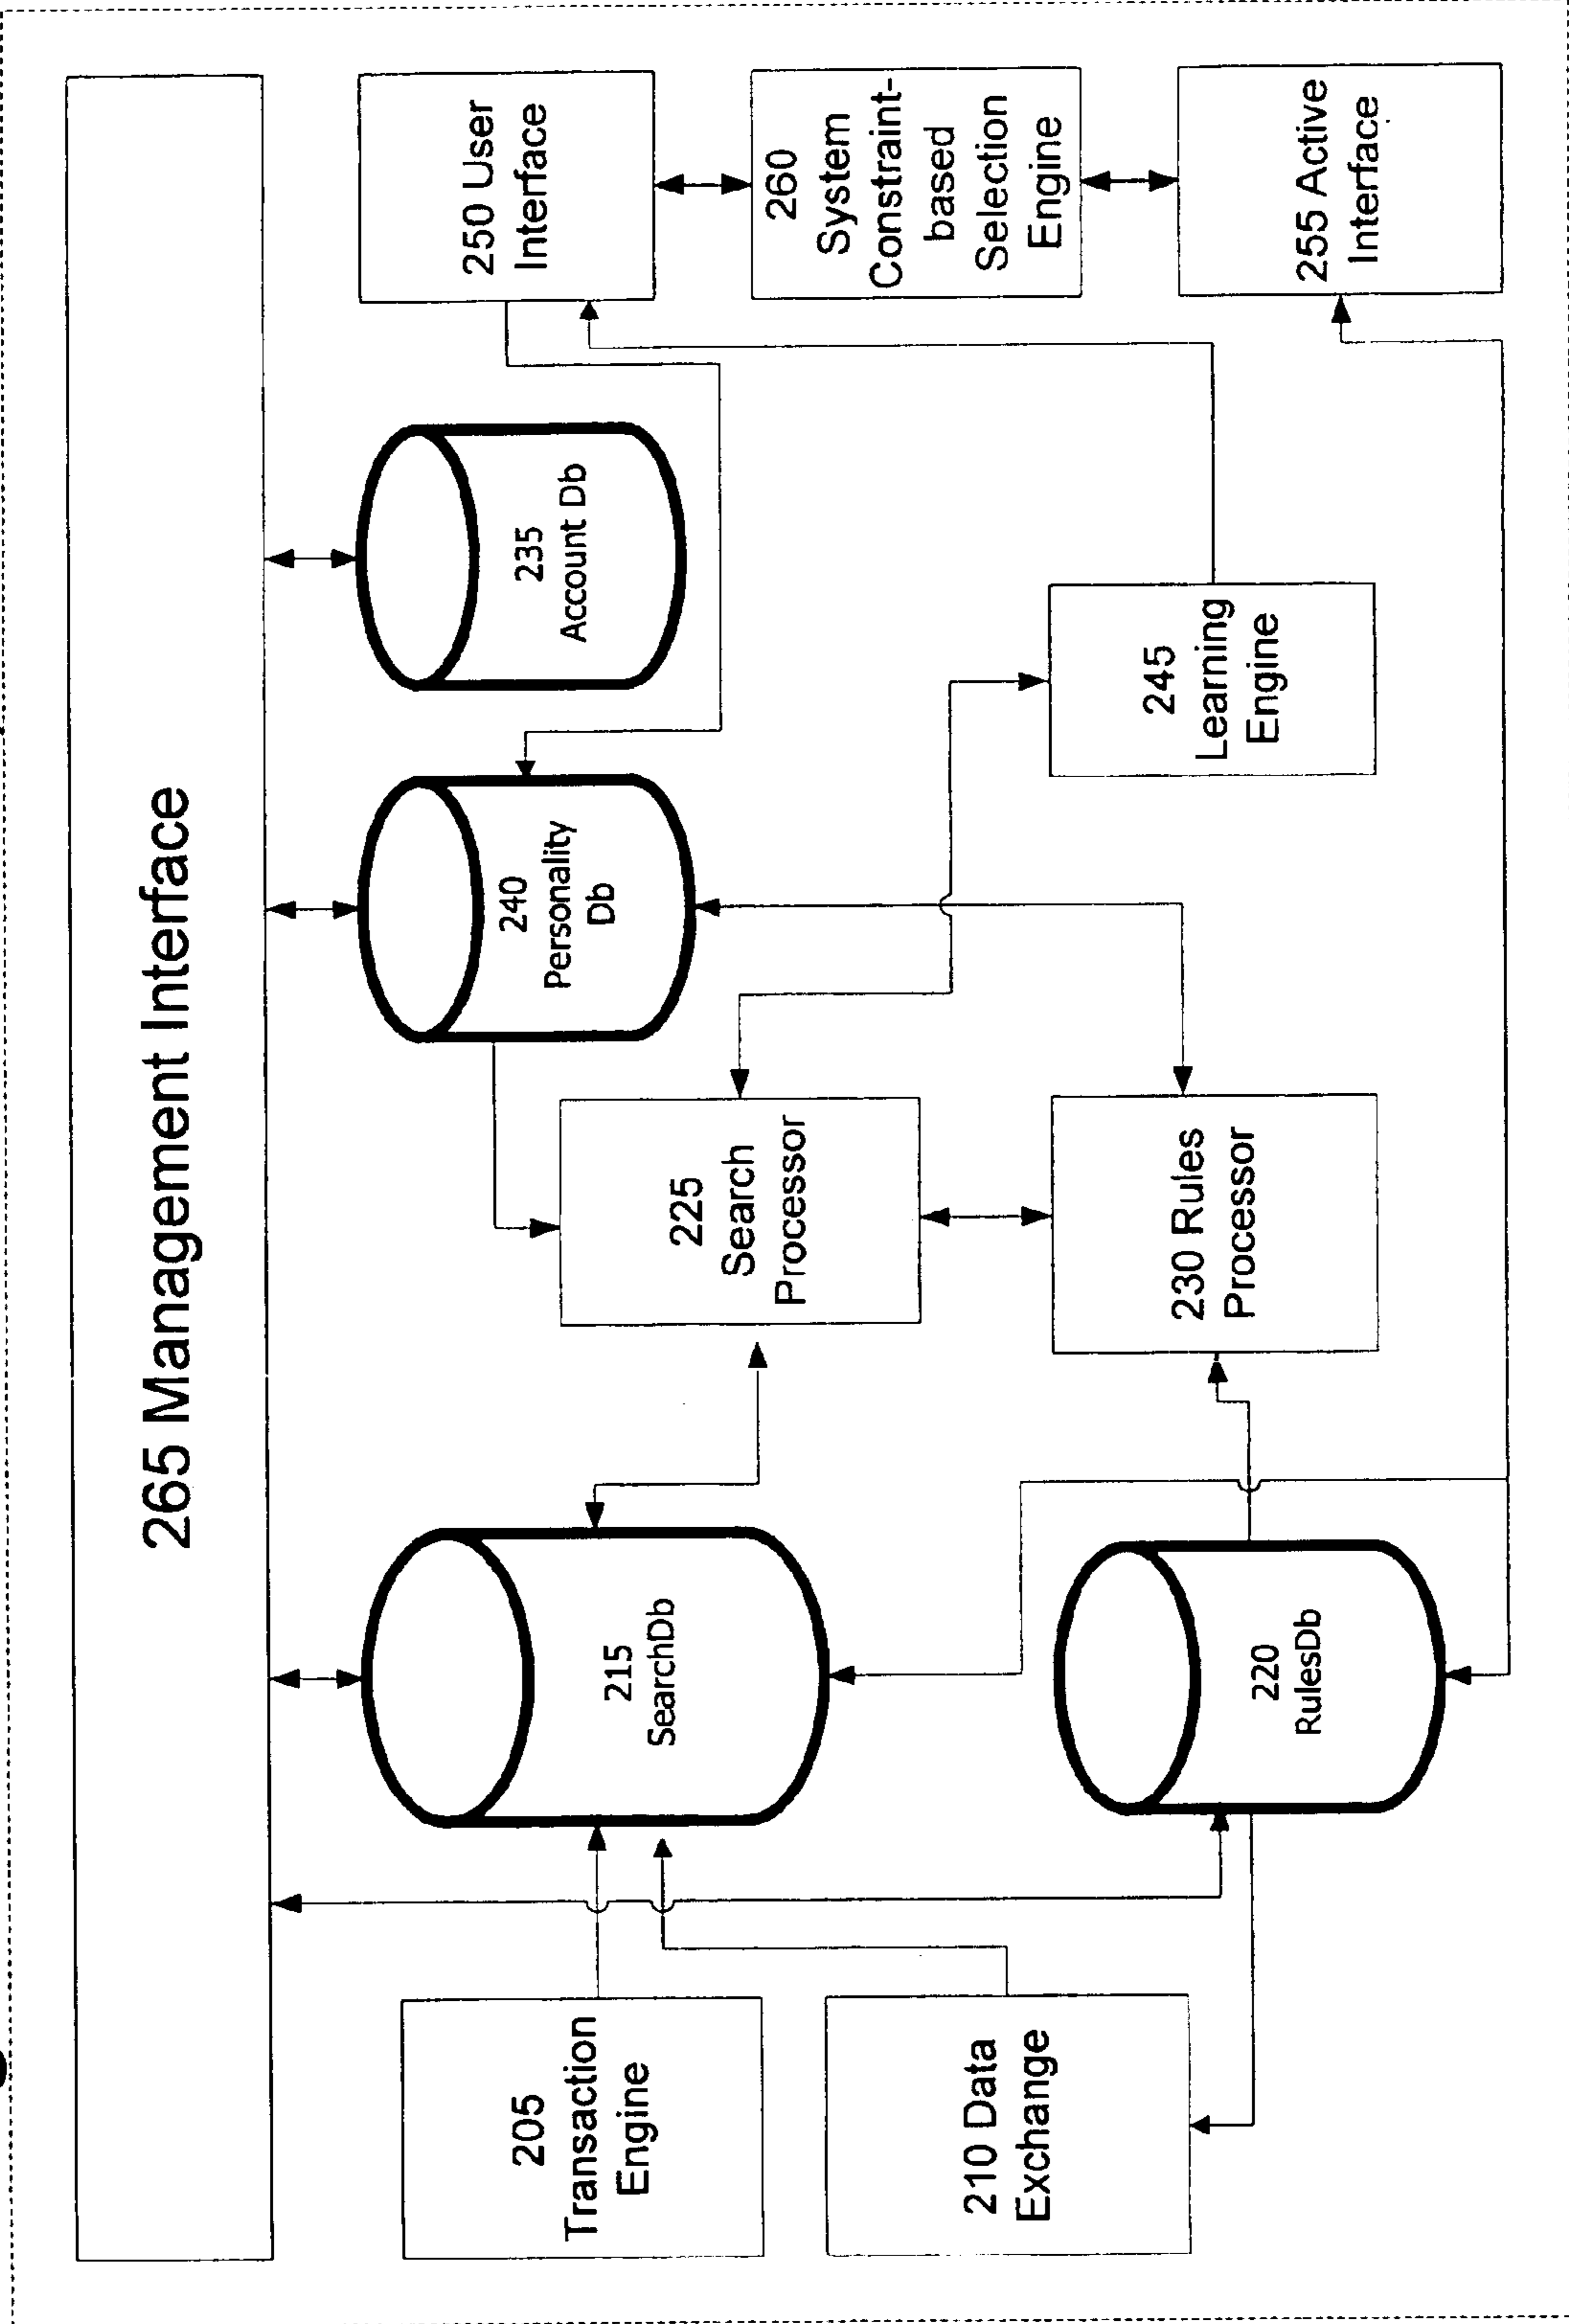 265 Management Interface
205
Transaction
Engine
210 Data
Exchange
215
SearchDb
220
RulesDb
225
Search
Processor
230 Rules
Processor
240
Personality
Db
235
Account Db
245
Learning
Engine
250 User
Interface
260
System
Constraint-
based
Selection
Engine
255 Active
Interface